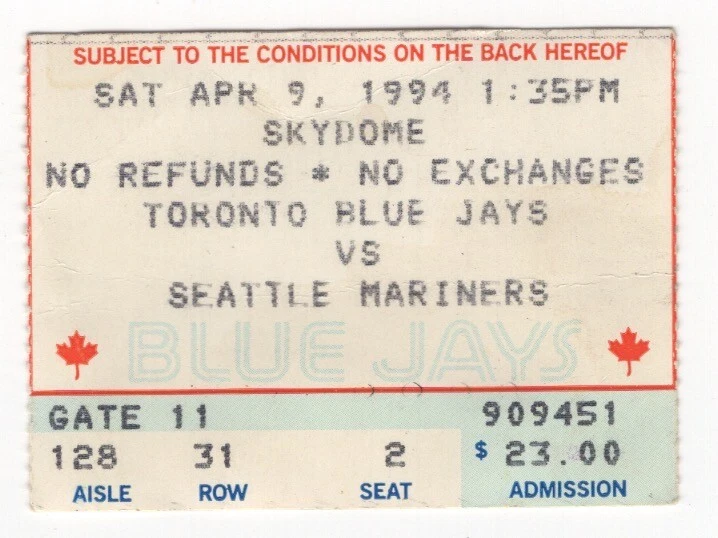 SUBJECT TO THE CONDITIONS ON THE BACK HEREOF
SAT APR 9, 1994 1:35PM
SKYDOME
NO REFUNDS * NO EXCHANGES
TORONTO BLUE JAYS
VS
SEATTLE MARINERS
BLUE JAYS
GATE 11 909451
128 31 2 $ 23.00
AISLE ROW SEAT ADMISSION